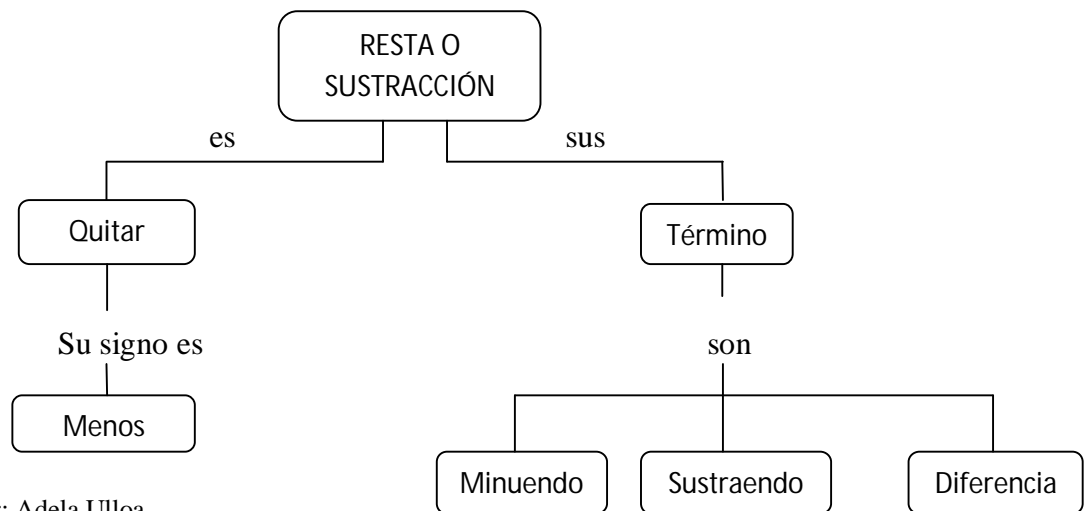 RESTA O
SUSTRACCIÓN
es
sus
Quitar
Término
Su signo es
son
Menos
Minuendo
Sustraendo
Diferencia
: Adela Ulloa